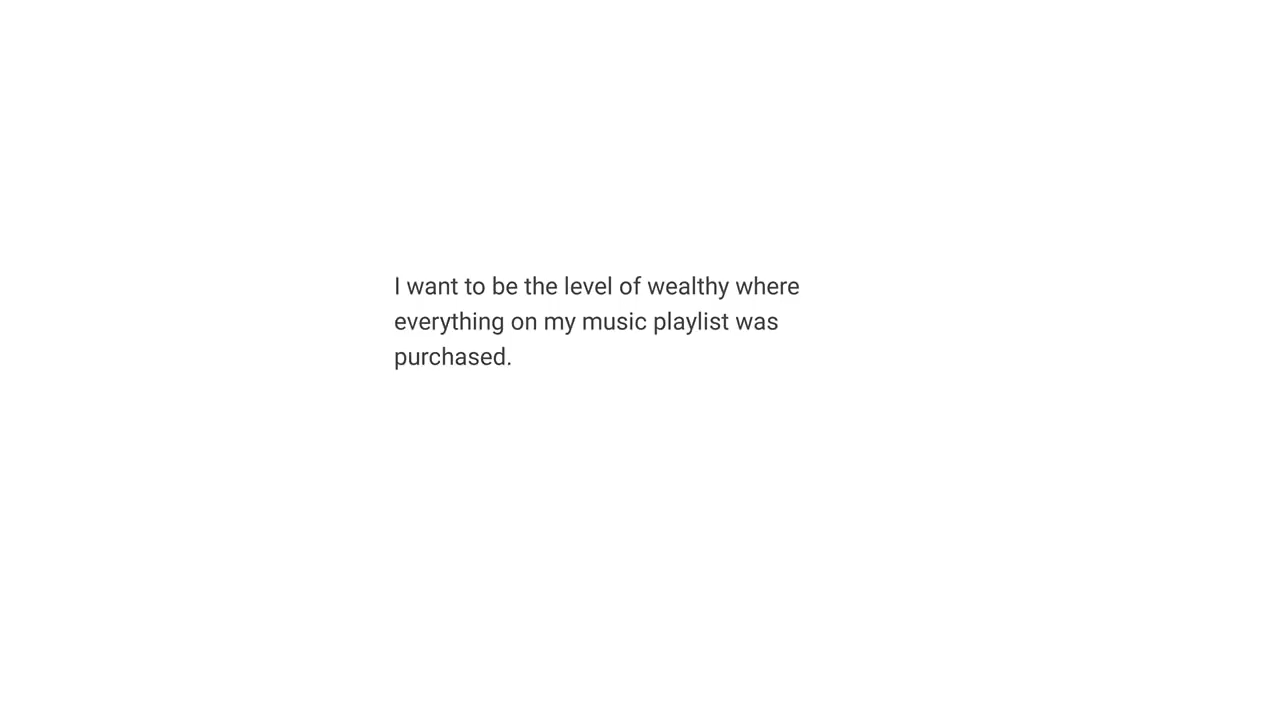 I want to be the level of wealthy where
everything on my music playlist was
purchased.